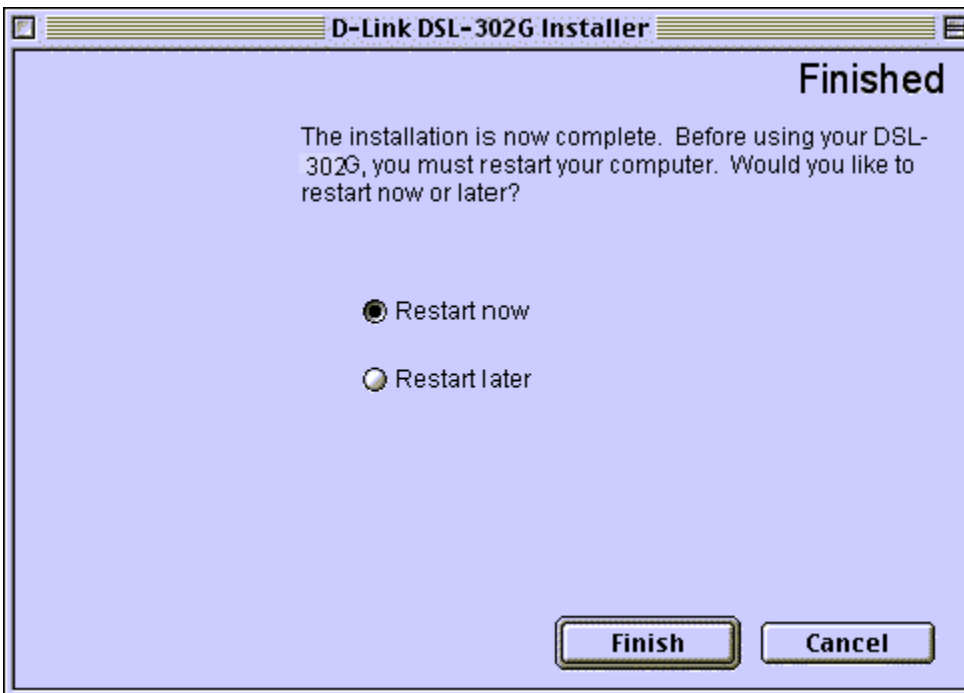 D-Link DSL-302G Installer
Finished
The installation is now complete.  Before using your DSL-
302G, you must restart your computer.  Would you like to
restart now or later?
Restart now
Restart later
Finish
Cancel